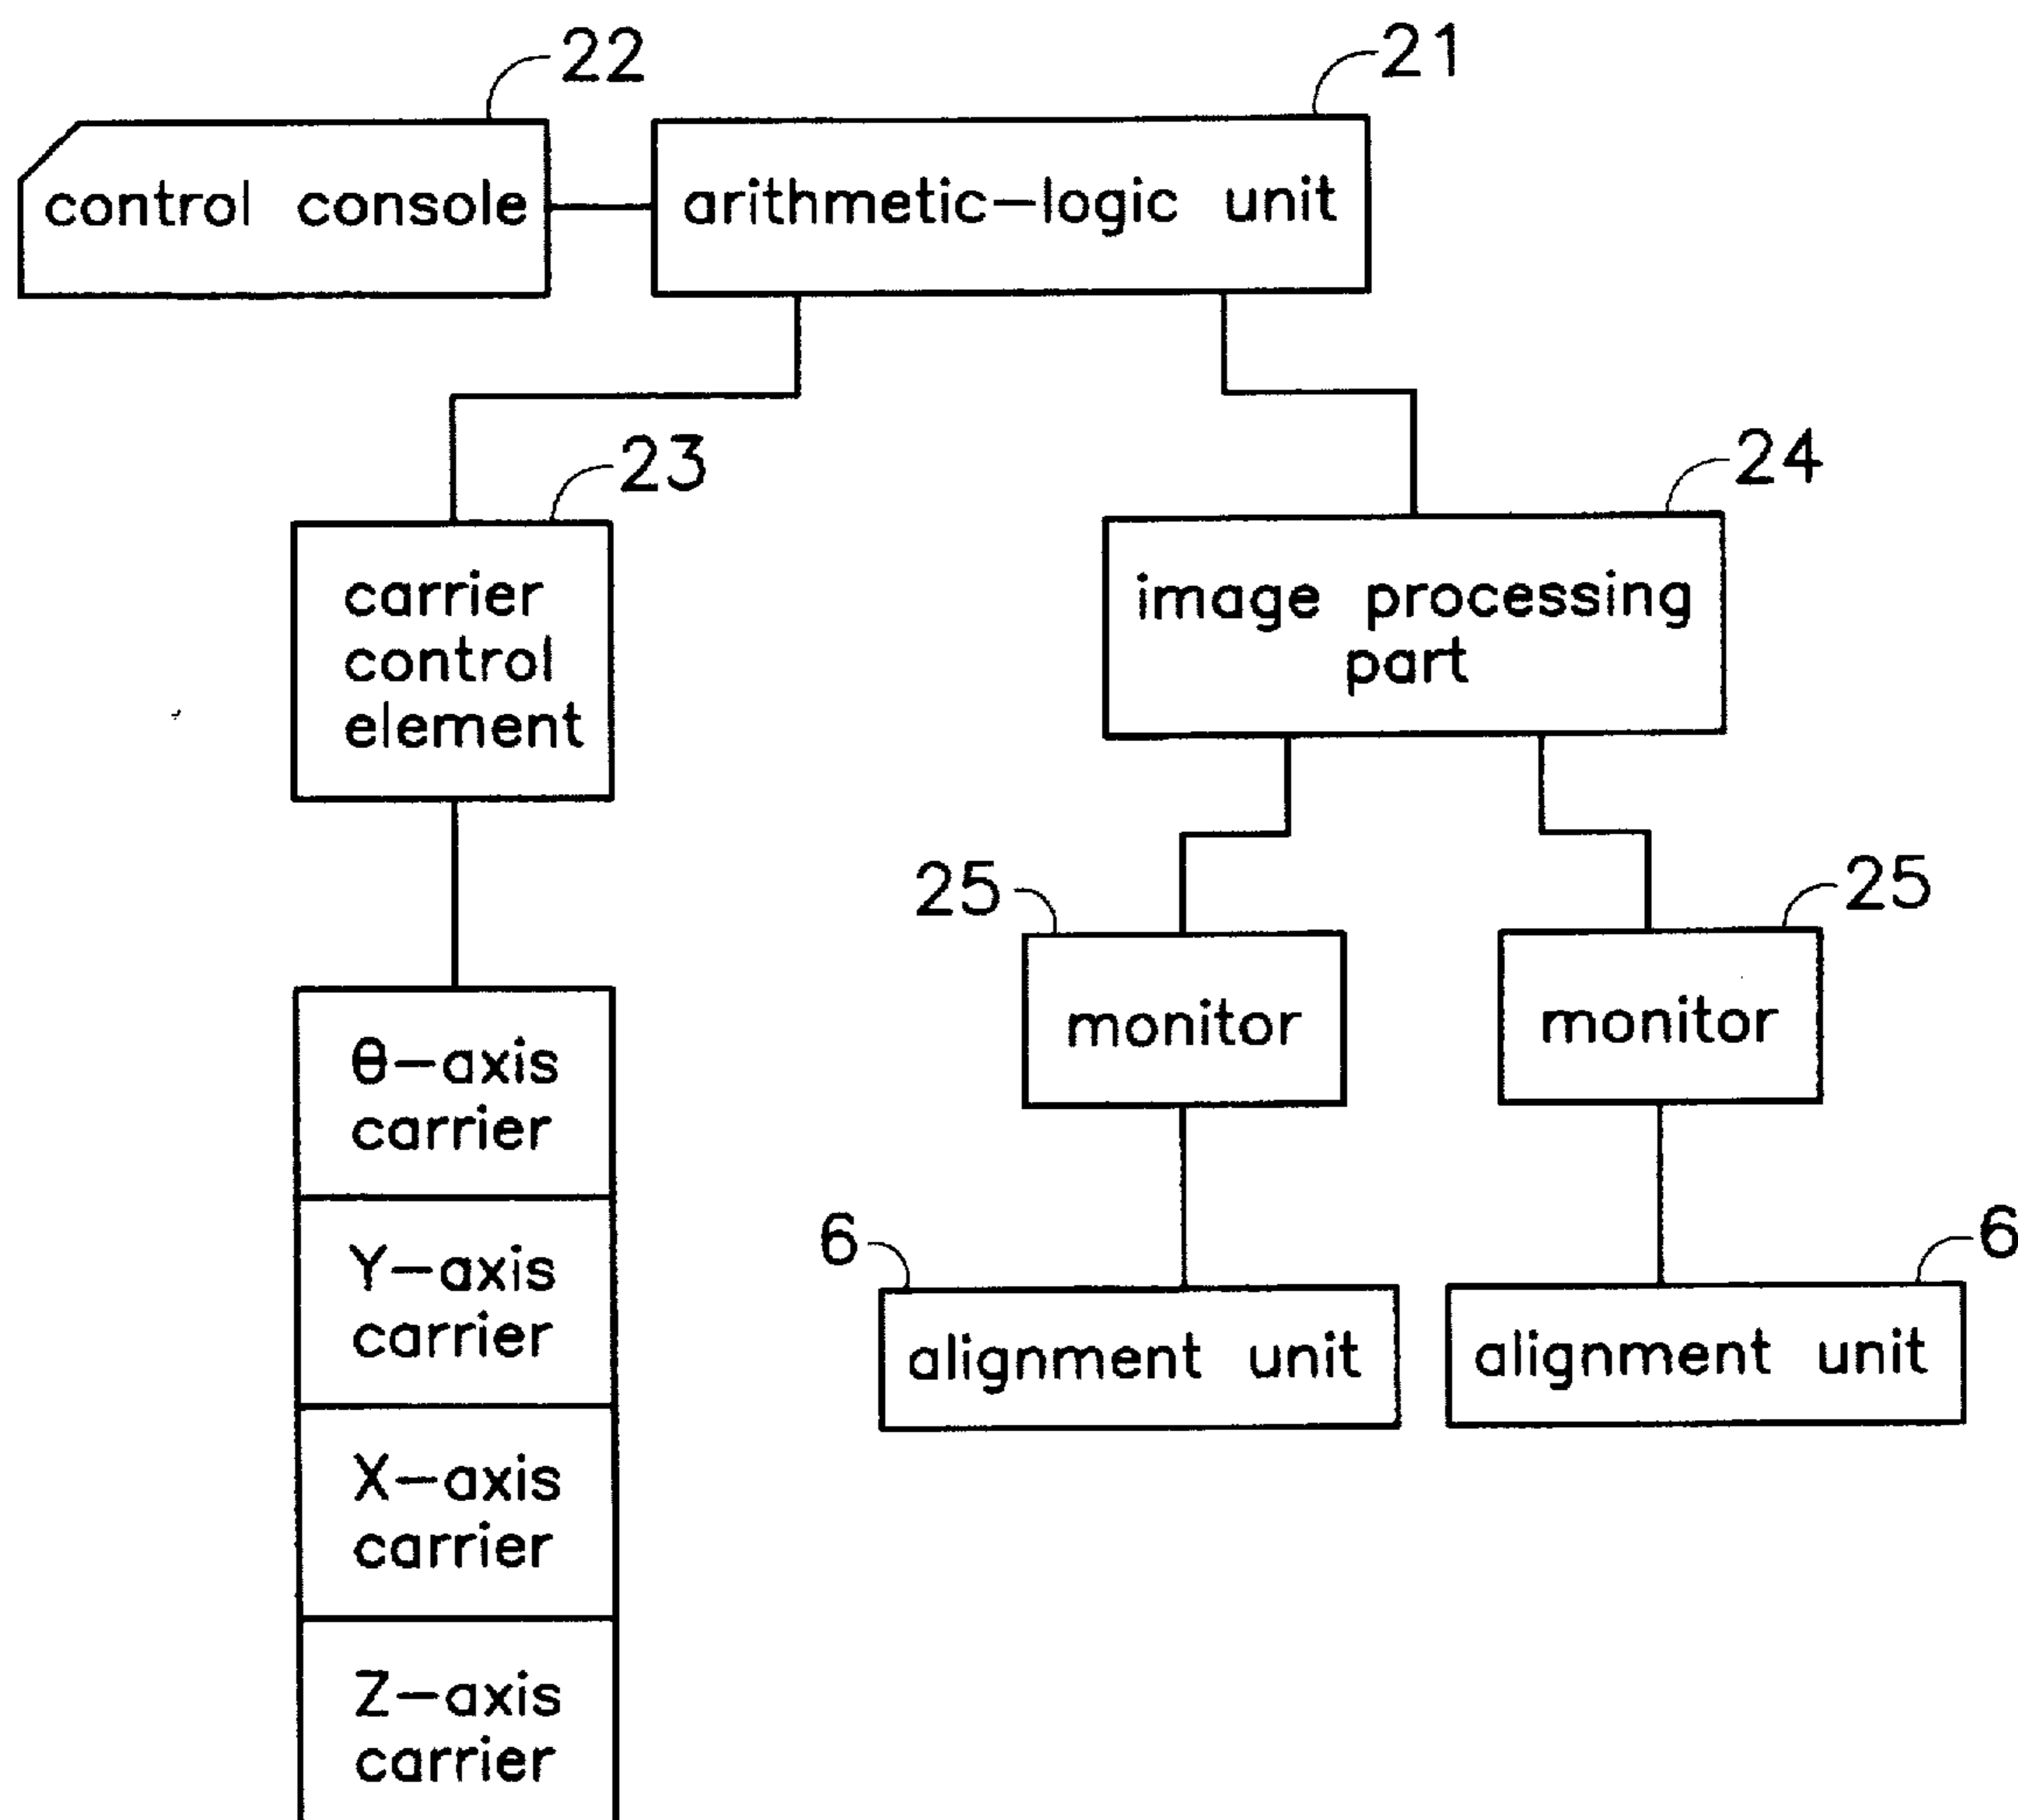 22
21
control console
arithmetic-logic unit
23
24
carrier
control
element
image processing
part
25
25
monitor
monitor
θ-axis
carrier
6
6
Y-axis
carrier
alignment unit
alignment unit
X-axis
carrier
Z-axis
carrier